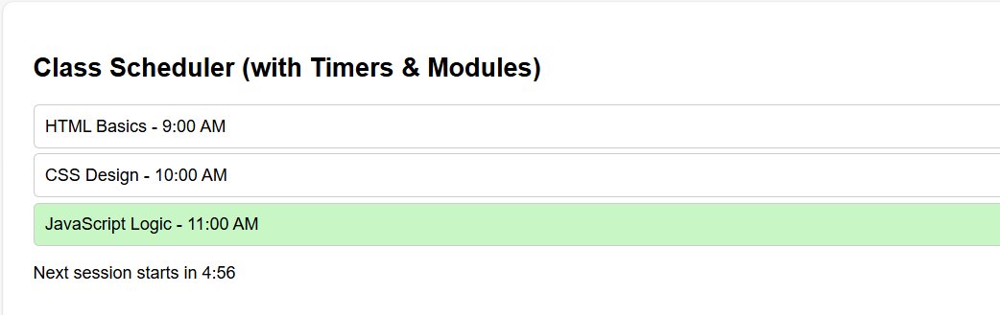 Class Scheduler (with Timers & Modules)
HTML Basics - 9:00 AM
CSS Design - 10:00 AM
JavaScript Logic - 11:00 AM
Next session starts in 4:56